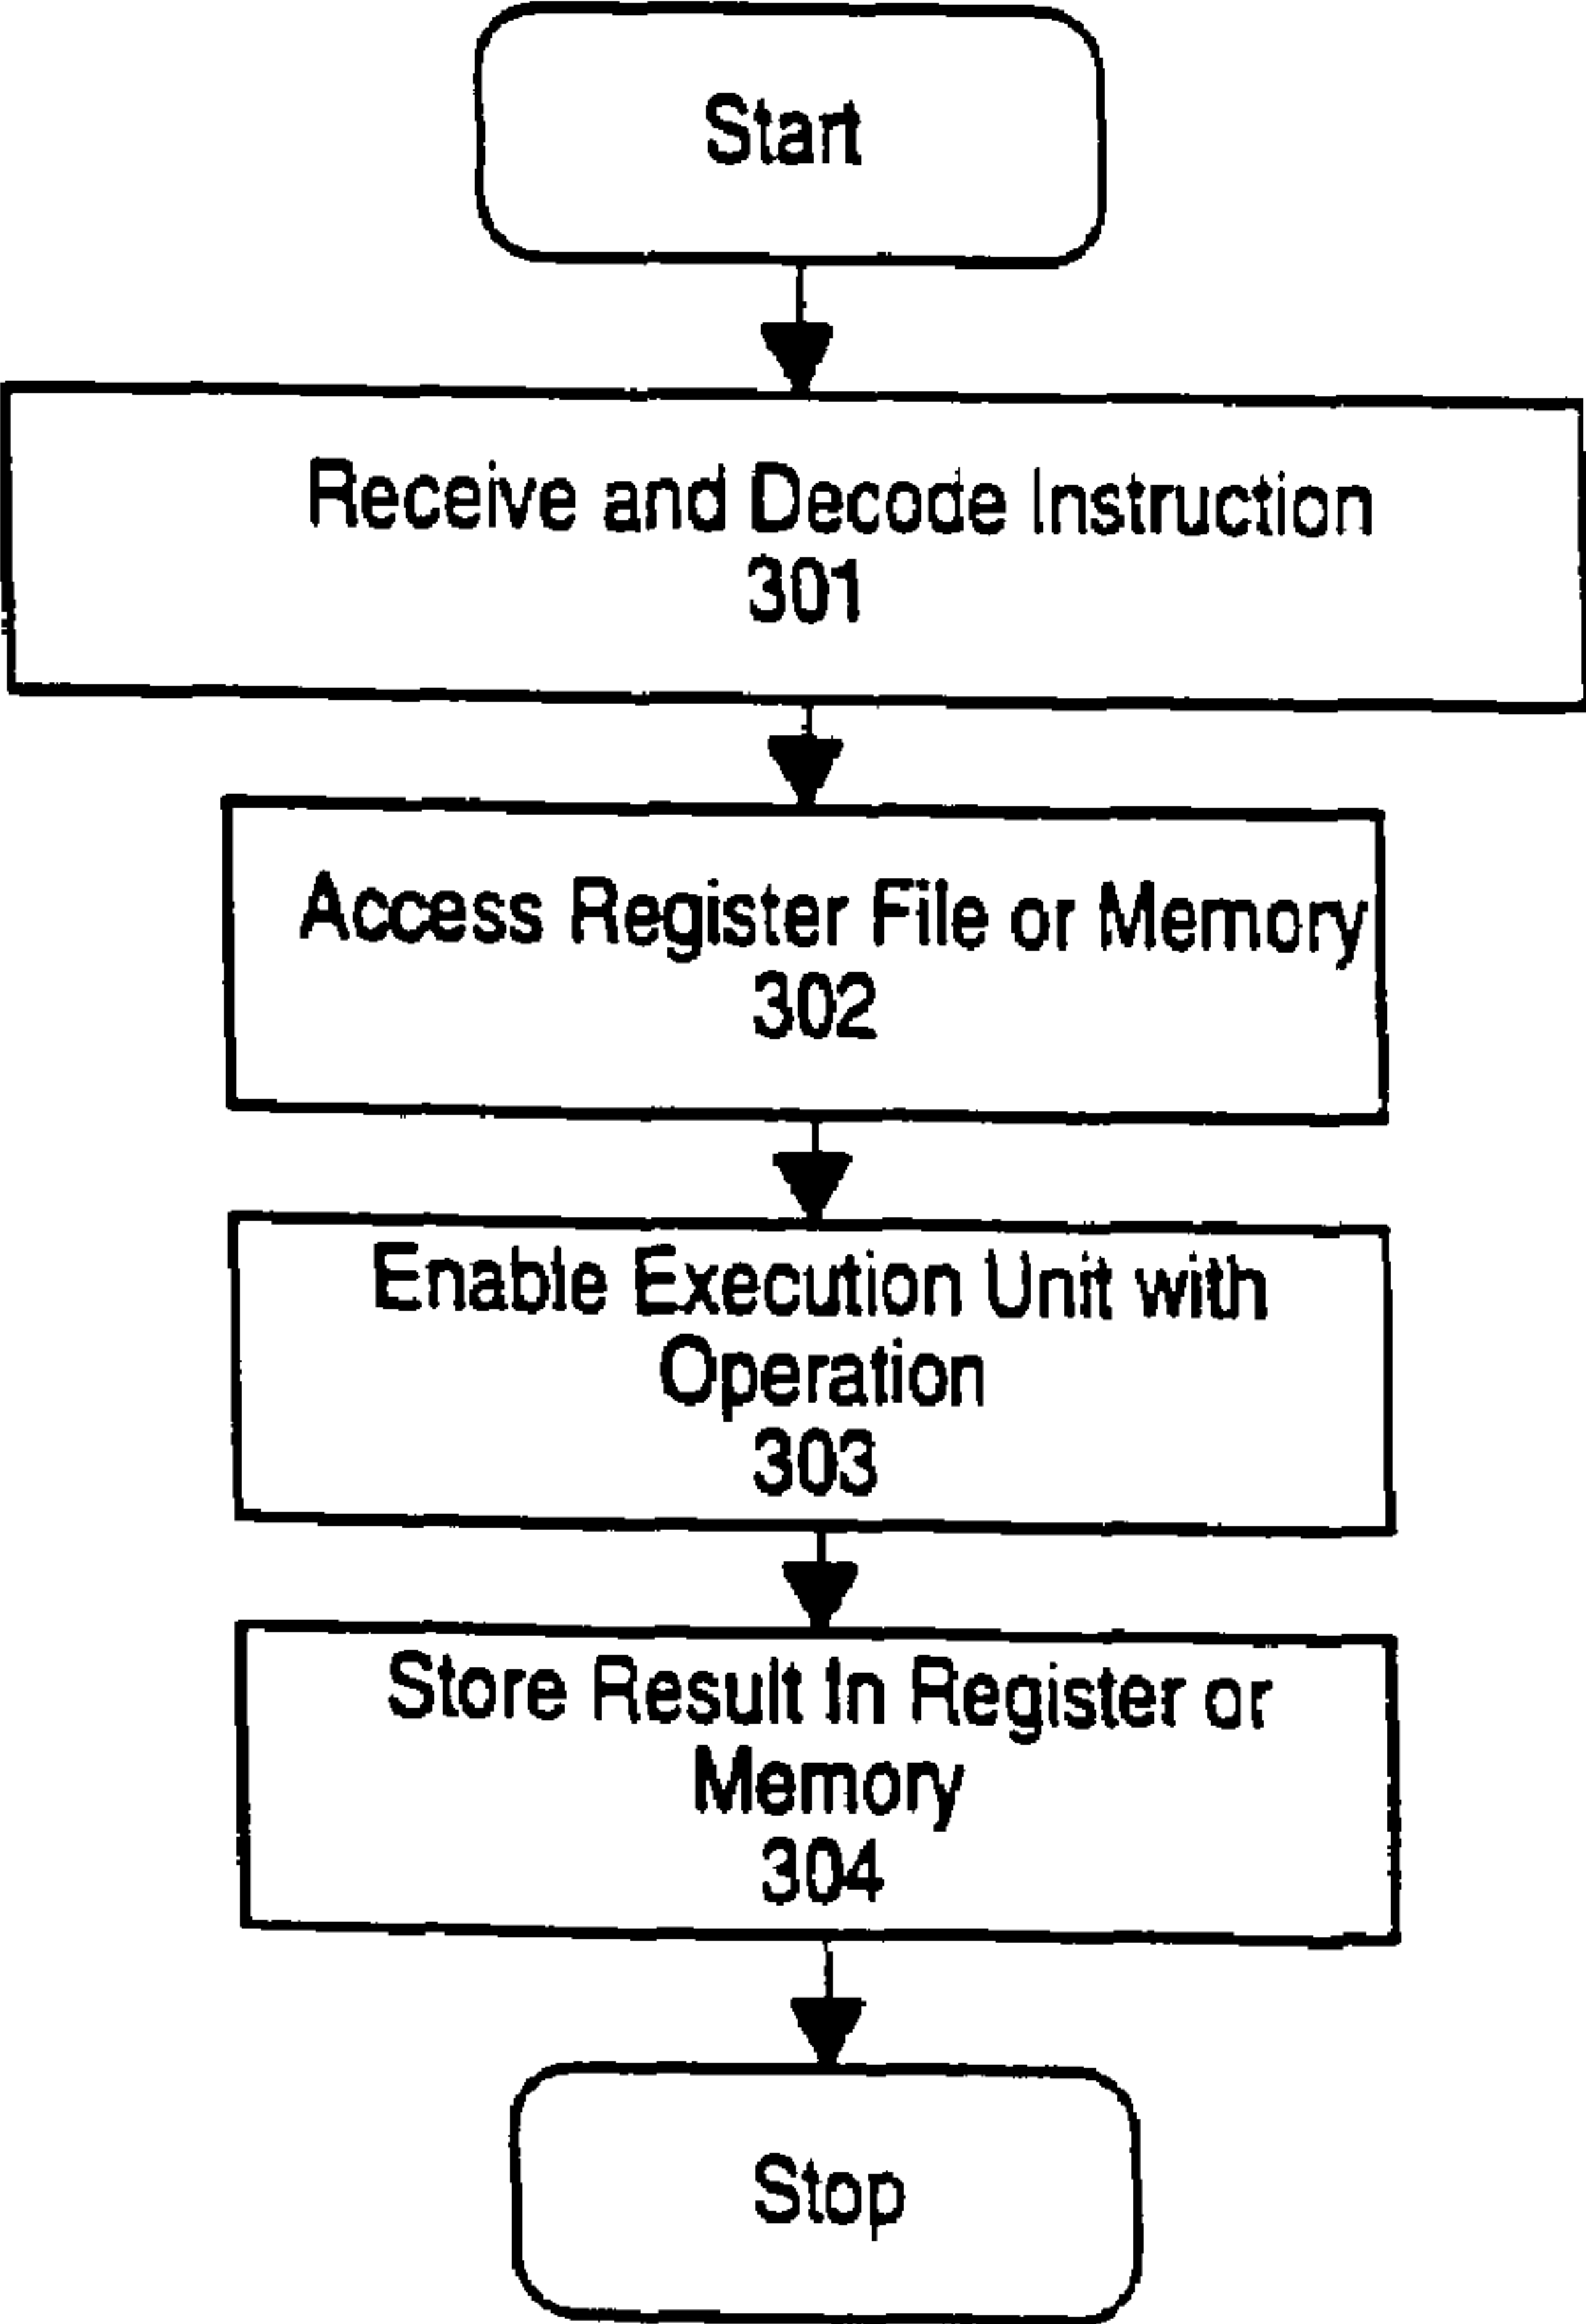 Start
Receive and Decode Instruction
301
Access Register File or Memory
302
Enable Execution Unit with
Operation
303
Store Result In Register or
Memory
304
Stop